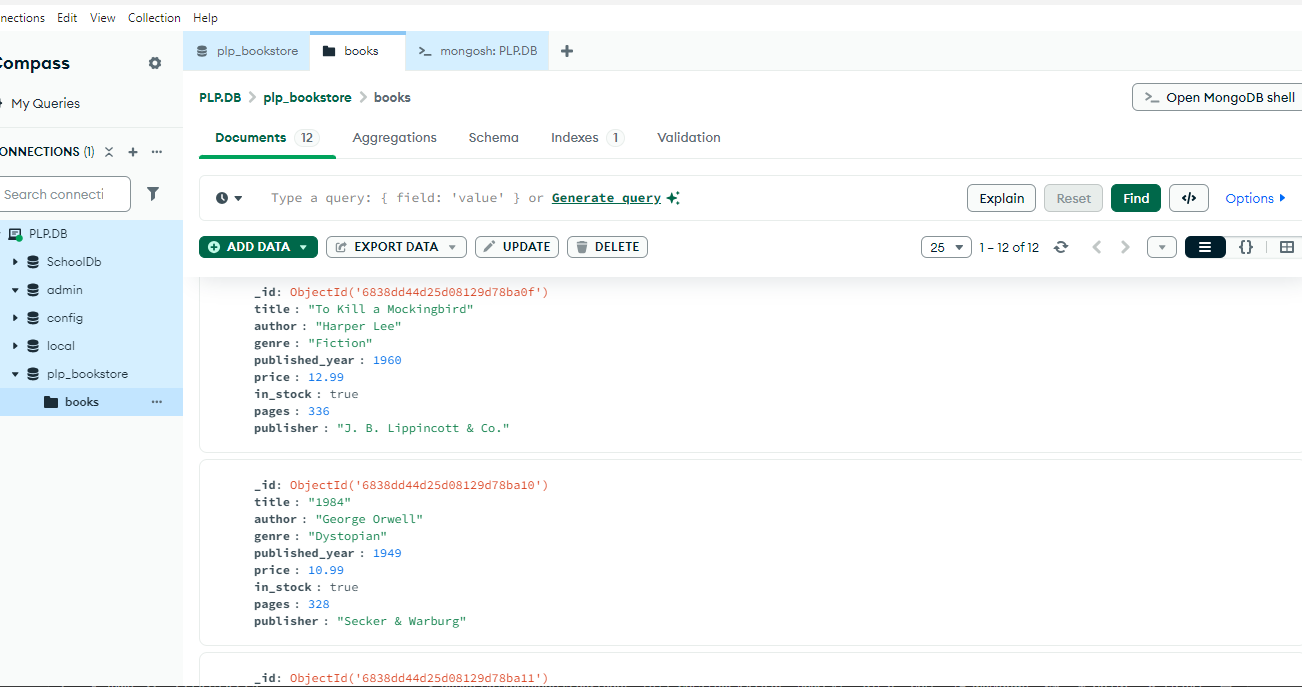 nnections Edit View Collection Help
ompass
My Queries
ONNECTIONS (1)
Search connecti
PLP.DB
SchoolDb
admin
config
local
plp_bookstore
books
plp_bookstore
books
mongosh: PLP.DB
PLP.DB > plp_bookstore > books
>_ Open MongoDB shell
Documents 12 Aggregations Schema Indexes 1 Validation
Type a query: { field: 'value' } or Generate query
Explain Reset Find </> Options
ADD DATA EXPORT DATA UPDATE DELETE
25 1 – 12 of 12 {}
_id: ObjectId('6838dd44d25d08129d78ba0f')
title : "To Kill a Mockingbird"
author : "Harper Lee"
genre : "Fiction"
published_year : 1960
price : 12.99
in_stock : true
pages : 336
publisher : "J. B. Lippincott & Co."
_id: ObjectId('6838dd44d25d08129d78ba10')
title : "1984"
author : "George Orwell"
genre : "Dystopian"
published_year : 1949
price : 10.99
in_stock : true
pages : 328
publisher : "Secker & Warburg"
_id: ObjectId('6838dd44d25d08129d78ba11')